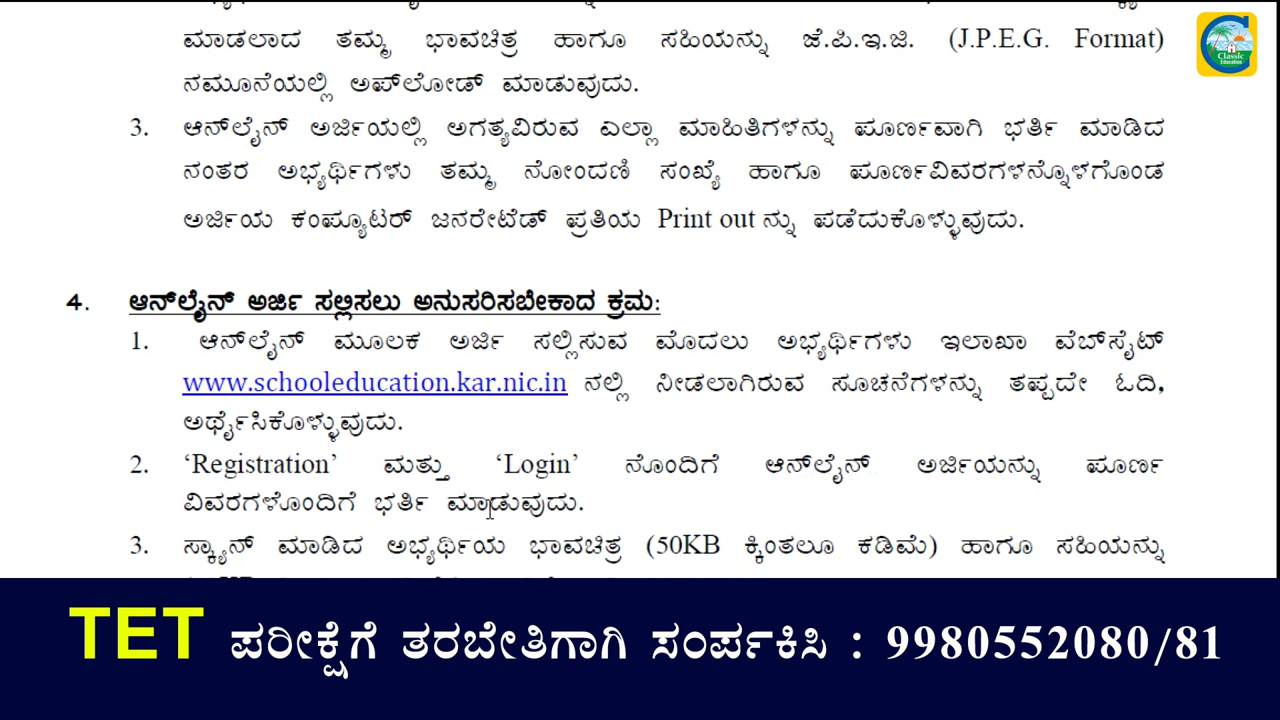 ಮಾಡಲಾದ ತಮ್ಮ ಭಾವಚಿತ್ರ ಹಾಗೂ ಸಹಿಯನ್ನು ಜೆ.ಪಿ.ಇ.ಜಿ. (J.P.E.G. Format)
ನಮೂನೆಯಲ್ಲಿ ಅಪ್‌ಲೋಡ್ ಮಾಡುವುದು.
3. ಆನ್‌ಲೈನ್ ಅರ್ಜಿಯಲ್ಲಿ ಅಗತ್ಯವಿರುವ ಎಲ್ಲಾ ಮಾಹಿತಿಗಳನ್ನು ಪೂರ್ಣವಾಗಿ ಭರ್ತಿ ಮಾಡಿದ
ನಂತರ ಅಭ್ಯರ್ಥಿಗಳು ತಮ್ಮ ನೋಂದಣಿ ಸಂಖ್ಯೆ ಹಾಗೂ ಪೂರ್ಣವಿವರಗಳನ್ನೊಳಗೊಂಡ
ಅರ್ಜಿಯ ಕಂಪ್ಯೂಟರ್ ಜನರೇಟೆಡ್ ಪ್ರತಿಯ Print out ನ್ನು ಪಡೆದುಕೊಳ್ಳುವುದು.
4. ಆನ್‌ಲೈನ್ ಅರ್ಜಿ ಸಲ್ಲಿಸಲು ಅನುಸರಿಸಬೇಕಾದ ಕ್ರಮ:
1. ಆನ್‌ಲೈನ್ ಮೂಲಕ ಅರ್ಜಿ ಸಲ್ಲಿಸುವ ಮೊದಲು ಅಭ್ಯರ್ಥಿಗಳು ಇಲಾಖಾ ವೆಬ್‌ಸೈಟ್
www.schooleducation.kar.nic.in ನಲ್ಲಿ ನೀಡಲಾಗಿರುವ ಸೂಚನೆಗಳನ್ನು ತಪ್ಪದೇ ಓದಿ,
ಅರ್ಥೈಸಿಕೊಳ್ಳುವುದು.
2. ‘Registration’ ಮತ್ತು ‘Login’ ನೊಂದಿಗೆ ಆನ್‌ಲೈನ್ ಅರ್ಜಿಯನ್ನು ಪೂರ್ಣ
ವಿವರಗಳೊಂದಿಗೆ ಭರ್ತಿ ಮಾಡುವುದು.
3. ಸ್ಕ್ಯಾನ್ ಮಾಡಿದ ಅಭ್ಯರ್ಥಿಯ ಭಾವಚಿತ್ರ (50KB ಕ್ಕಿಂತಲೂ ಕಡಿಮೆ) ಹಾಗೂ ಸಹಿಯನ್ನು
TET ಪರೀಕ್ಷೆಗೆ ತರಬೇತಿಗಾಗಿ ಸಂಪರ್ಕಿಸಿ : 9980552080/81
Classic
Education